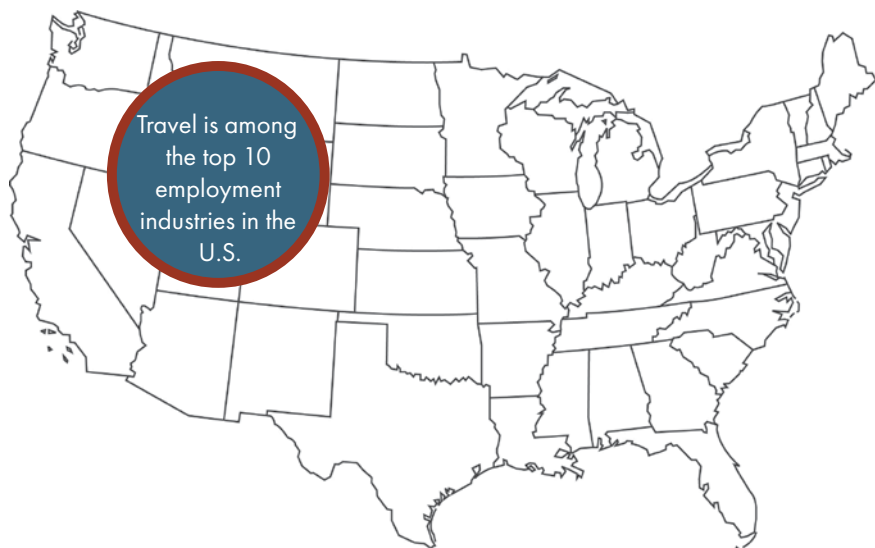 Travel is among
the top 10
employment
industries in the
U.S.